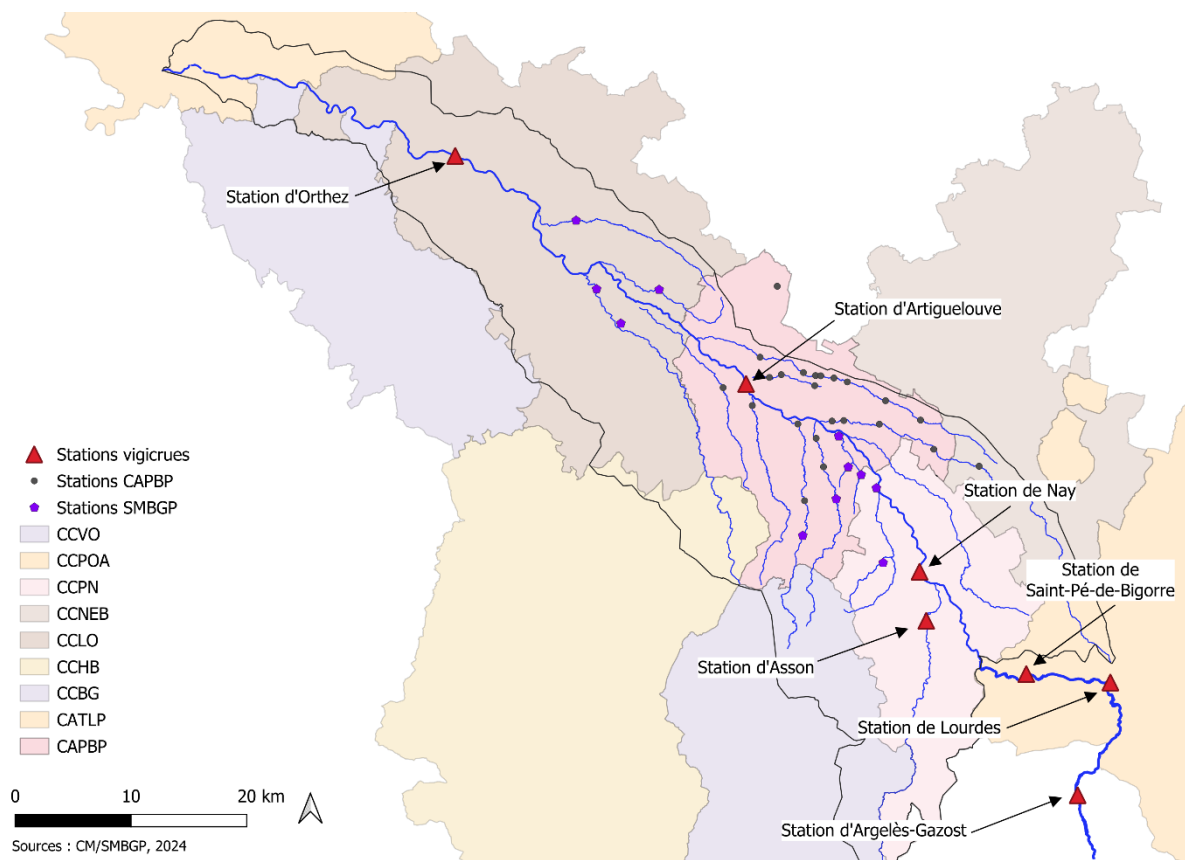 Station d'Orthez
Station d'Artiguelouve
Station de Nay
Station de
Saint-Pé-de-Bigorre
Station d'Asson
Station de Lourdes
Station d'Argelès-Gazost
Stations vigicrues
Stations CAPBP
Stations SMBGP
CCVO
CCPOA
CCPN
CCNEB
CCLO
CCHB
CCBG
CATLP
CAPBP
0 10 20 km
Sources : CM/SMBGP, 2024